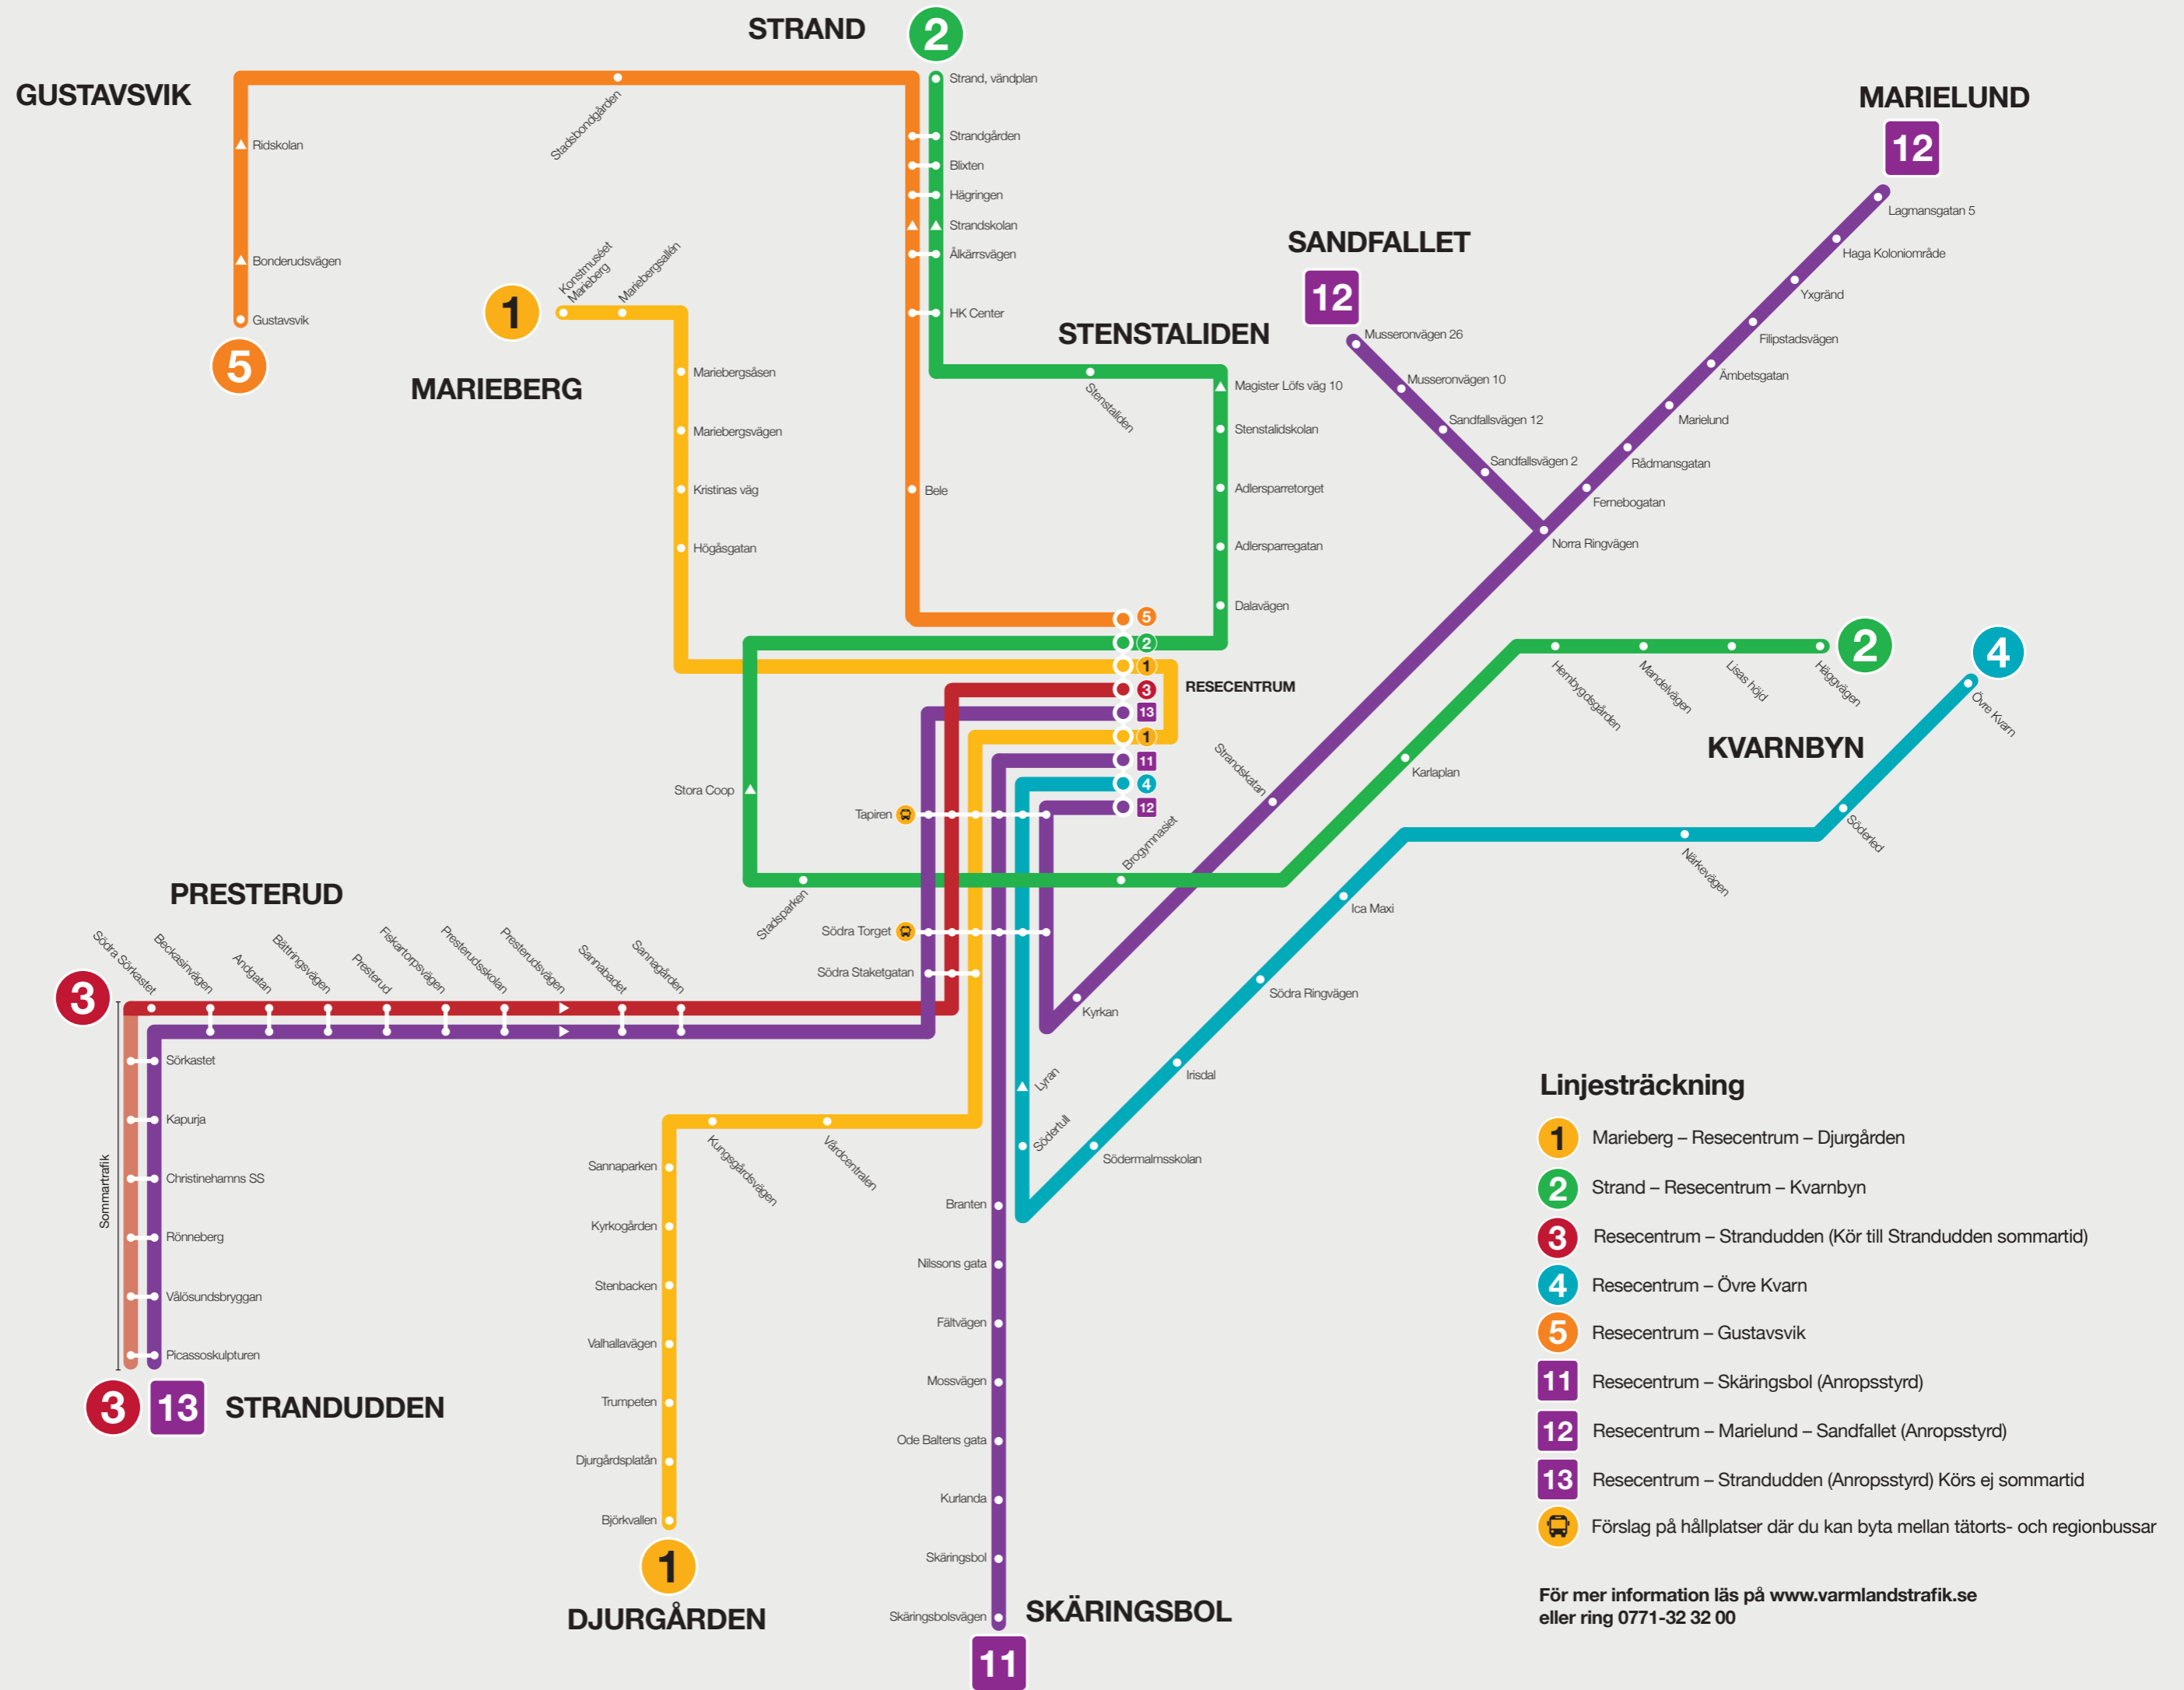 STRAND
2
GUSTAVSVIK
Strand, vändplan
MARIELUND
12
Ridskolan
Stadsbondgården
Strandgården
Blixten
Hägringen
Strandskolan
Ålkärrsvägen
HK Center
Bonderudsvägen
Gustavsvik
5
Lagmansgatan 5
Haga Koloniområde
Yxgränd
Filipstadsvägen
Ämbetsgatan
Marielund
Rådmansgatan
Fernebogatan
Norra Ringvägen
SANDFALLET
12
Musseronvägen 26
Musseronvägen 10
Sandfallsvägen 12
Sandfallsvägen 2
Konstmuséet
Marieberg
Mariebergsallén
1
MARIEBERG
Mariebergsåsen
Mariebergsvägen
Kristinas väg
Högåsgatan
STENSTALIDEN
Stenstaliden
Magister Löfs väg 10
Stenstalidskolan
Adlersparretorget
Adlersparregatan
Dalavägen
Bele
5
2
1
3
13
1
11
4
12
RESECENTRUM
Hembygdsgården
Mandelvägen
Lisas höjd
Häggvägen
2
4
Övre Kvarn
KVARNBYN
Strandskatan
Karlaplan
Stora Coop
Tapiren
Brogymnasiet
Söderled
Närkevägen
Stadsparken
Ica Maxi
Södra Torget
Södra Staketgatan
Södra Ringvägen
Kyrkan
Irisdal
Lyran
Södertull
Södermalmsskolan
PRESTERUD
Södra Sörkastet
Beckasinvägen
Andgatan
Bättringsvägen
Presterud
Fiskartorpsvägen
Presterudsskolan
Presterudsvägen
Sannabadet
Sannagården
3
Sommartrafik
Sörkastet
Kapurja
Christinehamns SS
Rönneberg
Vålösundsbryggan
Picassoskulpturen
3
13
STRANDUDDEN
Kungsgårdsvägen
Vårdcentralen
Sannaparken
Kyrkogården
Stenbacken
Valhallavägen
Trumpeten
Djurgårdsplatån
Björkvallen
1
DJURGÅRDEN
Branten
Nilssons gata
Fältvägen
Mossvägen
Ode Baltens gata
Kurlanda
Skäringsbol
Skäringsbolsvägen
SKÄRINGSBOL
11
Linjesträckning
1 Marieberg – Resecentrum – Djurgården
2 Strand – Resecentrum – Kvarnbyn
3 Resecentrum – Strandudden (Kör till Strandudden sommartid)
4 Resecentrum – Övre Kvarn
5 Resecentrum – Gustavsvik
11 Resecentrum – Skäringsbol (Anropsstyrd)
12 Resecentrum – Marielund – Sandfallet (Anropsstyrd)
13 Resecentrum – Strandudden (Anropsstyrd) Körs ej sommartid
Förslag på hållplatser där du kan byta mellan tätorts- och regionbussar
För mer information läs på www.varmlandstrafik.se
eller ring 0771-32 32 00